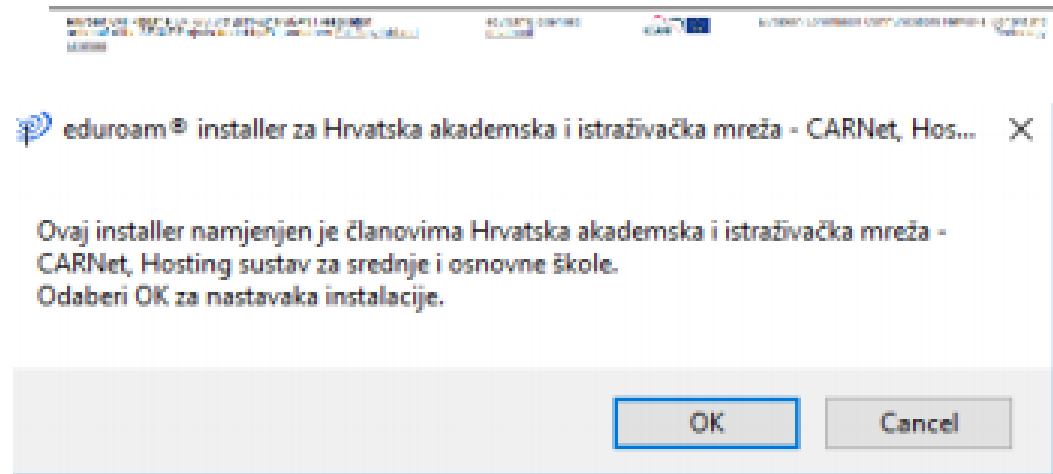 eduroam® installer za Hrvatska akademska i istraživačka mreža - CARNet, Hos...
Ovaj installer namjenjen je članovima Hrvatska akademska i istraživačka mreža -
CARNet, Hosting sustav za srednje i osnovne škole.
Odaberi OK za nastavaka instalacije.
OK
Cancel